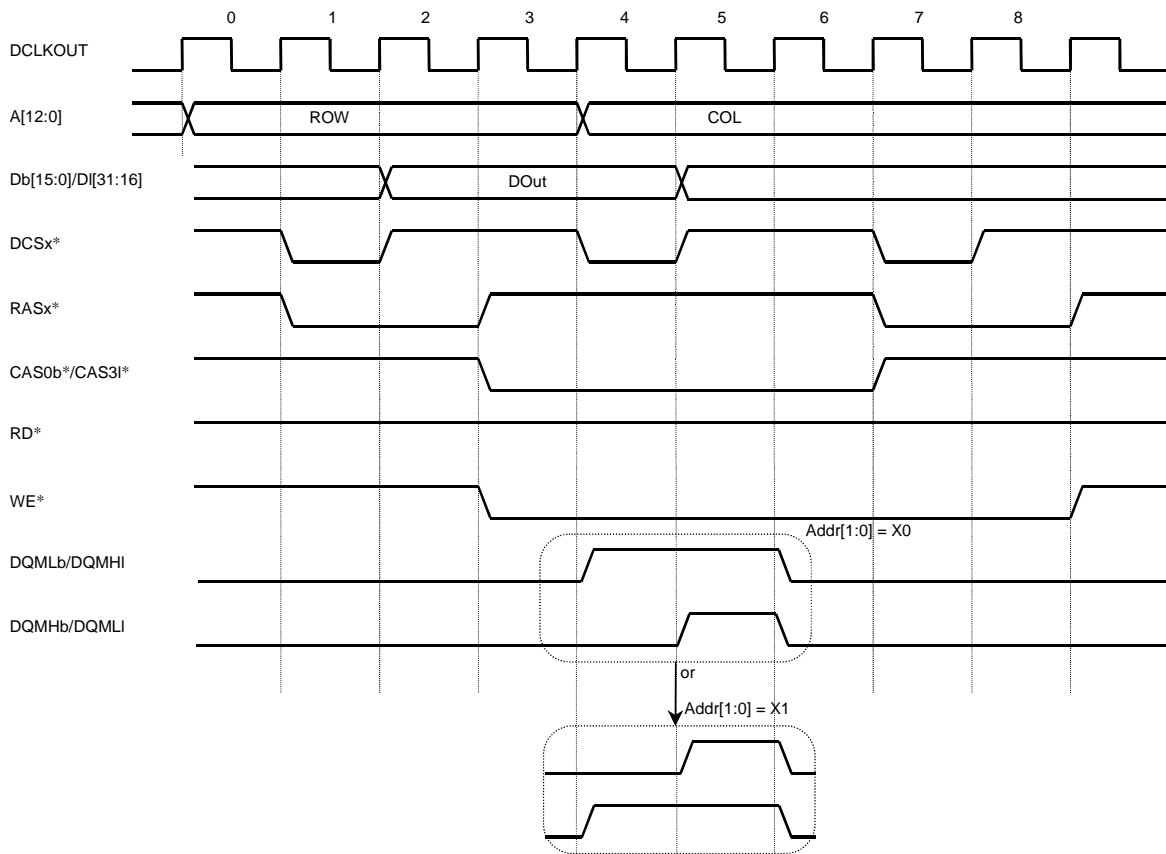 0 1 2 3 4 5 6 7 8
DCLKOUT
A[12:0] ROW COL
Db[15:0]/Dl[31:16] DOut
DCSx*
RASx*
CAS0b*/CAS3l*
RD*
WE*
Addr[1:0] = X0
DQMLb/DQMHl
DQMHb/DQMLl
or
Addr[1:0] = X1